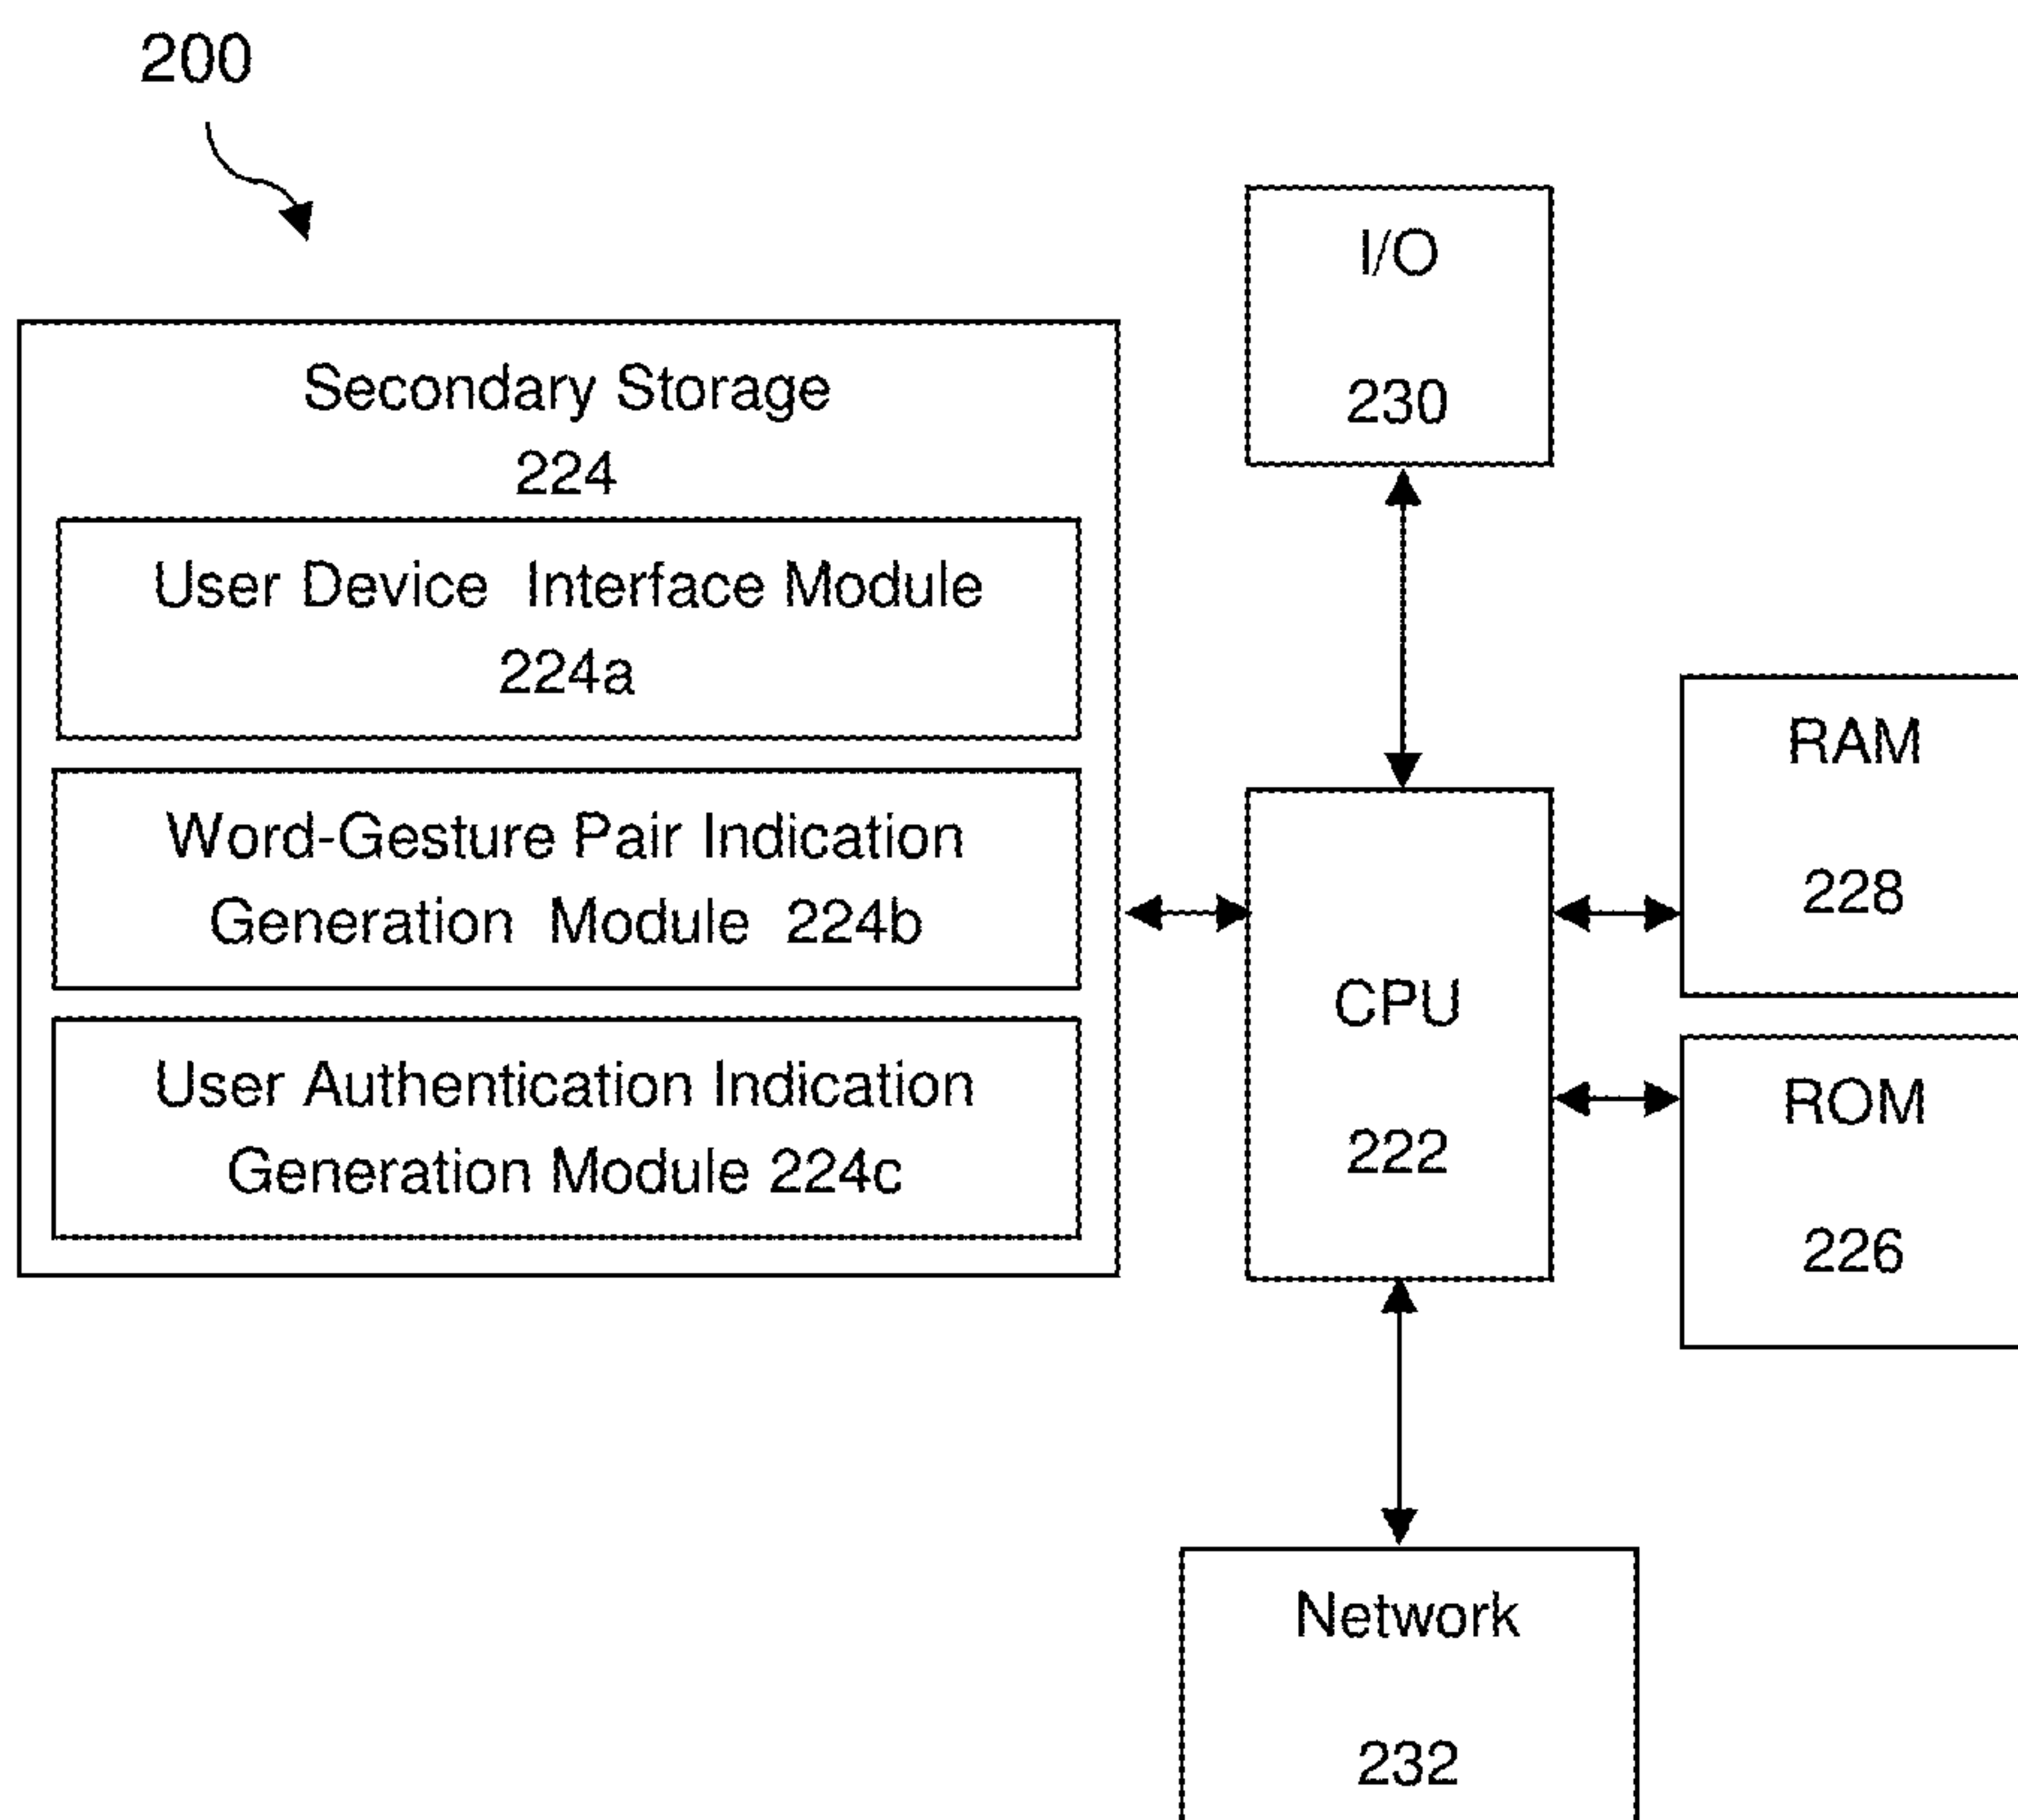 200
I/O
230
Secondary Storage
224
User Device Interface Module
224a
Word-Gesture Pair Indication
Generation Module 224b
User Authentication Indication
Generation Module 224c
CPU
222
RAM
228
ROM
226
Network
232